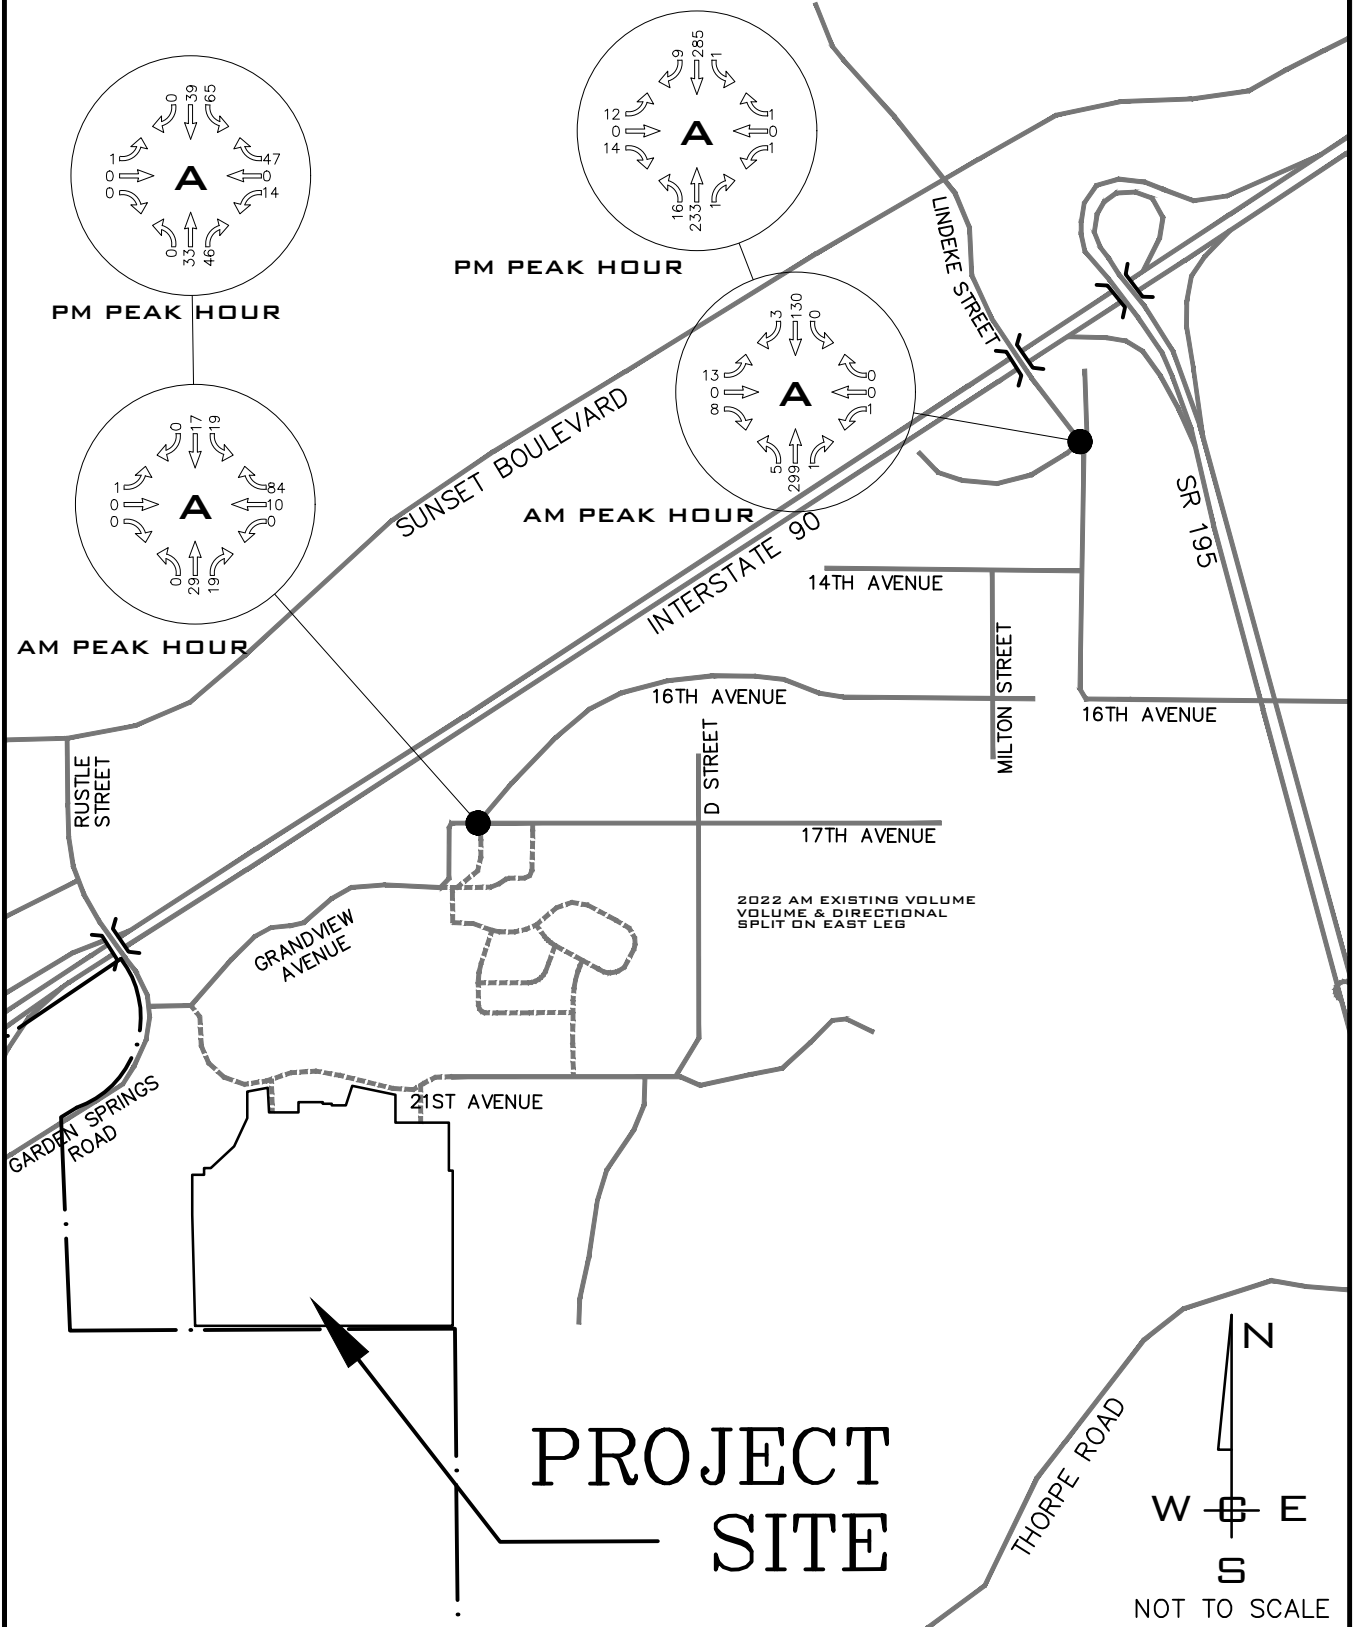 0
39
65
1
0
0
A
47
0
14
0
33
46
PM PEAK HOUR
9
285
1
12
0
14
A
1
0
1
16
233
1
PM PEAK HOUR
3
130
0
13
0
8
A
0
0
1
5
299
1
AM PEAK HOUR
0
17
19
1
0
0
A
84
10
0
0
29
19
AM PEAK HOUR
LINDEKE STREET
SUNSET BOULEVARD
INTERSTATE 90
SR 195
14TH AVENUE
MILTON STREET
16TH AVENUE
16TH AVENUE
D STREET
17TH AVENUE
RUSTLE
STREET
2022 AM EXISTING VOLUME
VOLUME & DIRECTIONAL
SPLIT ON EAST LEG
GRANDVIEW
AVENUE
GARDEN SPRINGS
ROAD
21ST AVENUE
PROJECT
SITE
THORPE ROAD
N
W
C
E
S
NOT TO SCALE